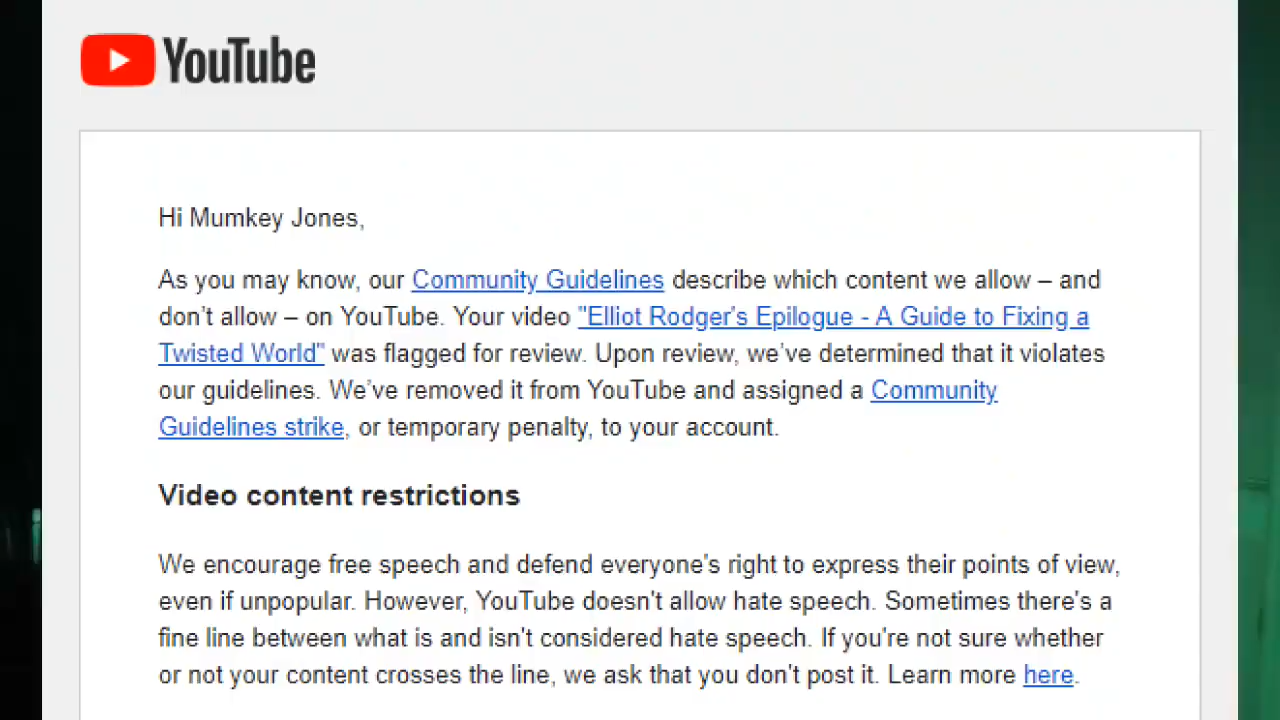 YouTube
Hi Mumkey Jones,
As you may know, our Community Guidelines describe which content we allow – and
don't allow – on YouTube. Your video "Elliot Rodger's Epilogue - A Guide to Fixing a
Twisted World" was flagged for review. Upon review, we've determined that it violates
our guidelines. We've removed it from YouTube and assigned a Community
Guidelines strike, or temporary penalty, to your account.
Video content restrictions
We encourage free speech and defend everyone's right to express their points of view,
even if unpopular. However, YouTube doesn't allow hate speech. Sometimes there's a
fine line between what is and isn't considered hate speech. If you're not sure whether
or not your content crosses the line, we ask that you don't post it. Learn more here.